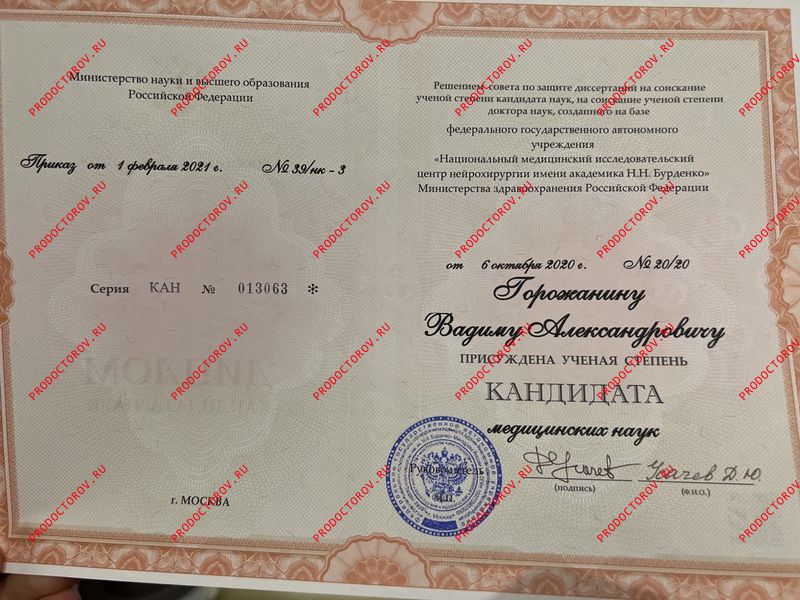 Министерство науки и высшего образования
Российской Федерации
Приказ от 1 февраля 2021 г. № 39/нк - 3
Серия КАН № 013063 *
ДИПЛОМ
г. МОСКВА
Решением совета по защите диссертаций на соискание
ученой степени кандидата наук, на соискание ученой степени
доктора наук, созданного на базе
федерального государственного автономного
учреждения
«Национальный медицинский исследовательский
центр нейрохирургии имени академика Н.Н. Бурденко»
Министерства здравоохранения Российской Федерации
от 6 октября 2020 г. № 20/20
Горожанину
Вадиму Александровичу
ПРИСУЖДЕНА УЧЕНАЯ СТЕПЕНЬ
КАНДИДАТА
медицинских наук
Руководитель
М.П.
(подпись)
Усачев Д.Ю.
(Ф.И.О.)
PRODOCTOROV.RU